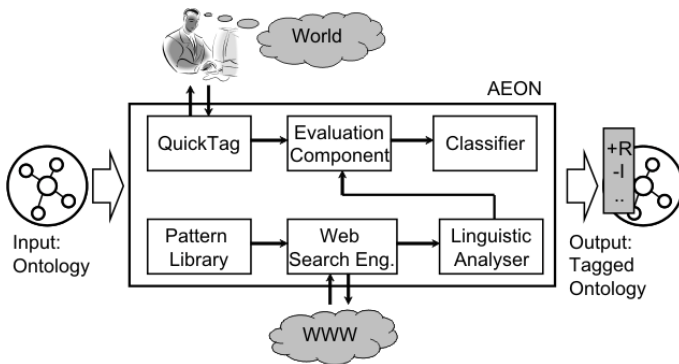 World
AEON
QuickTag
Evaluation
Component
Classifier
+R
-I
..
Input:
Ontology
Pattern
Library
Web
Search Eng.
Linguistic
Analyser
Output:
Tagged
Ontology
WWW